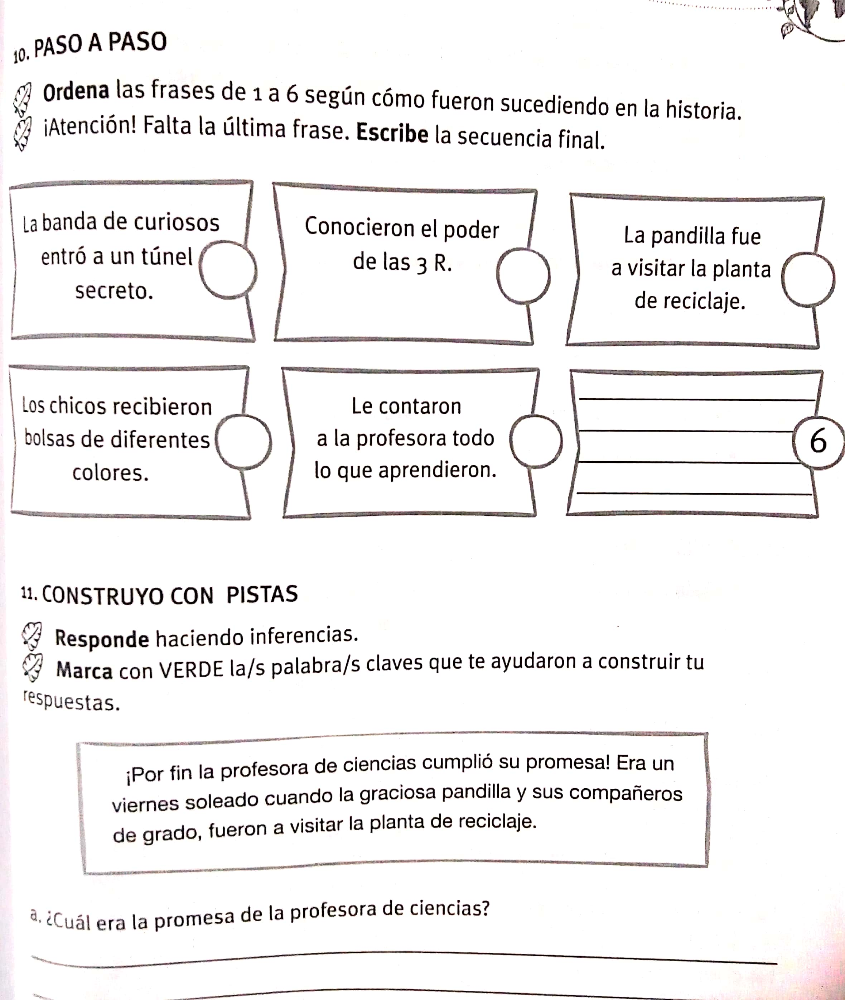 10. PASO A PASO
Ordena las frases de 1 a 6 según cómo fueron sucediendo en la historia.
¡Atención! Falta la última frase. Escribe la secuencia final.
La banda de curiosos
entró a un túnel
secreto.
Conocieron el poder
de las 3 R.
La pandilla fue
a visitar la planta
de reciclaje.
Los chicos recibieron
bolsas de diferentes
colores.
Le contaron
a la profesora todo
lo que aprendieron.
6
11. CONSTRUYO CON PISTAS
Responde haciendo inferencias.
Marca con VERDE la/s palabra/s claves que te ayudaron a construir tu
respuestas.
¡Por fin la profesora de ciencias cumplió su promesa! Era un
viernes soleado cuando la graciosa pandilla y sus compañeros
de grado, fueron a visitar la planta de reciclaje.
a. ¿Cuál era la promesa de la profesora de ciencias?